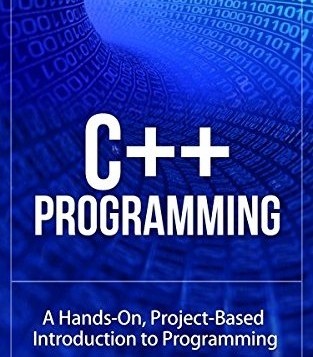 C++
PROGRAMMING
A Hands-On, Project-Based
Introduction to Programming